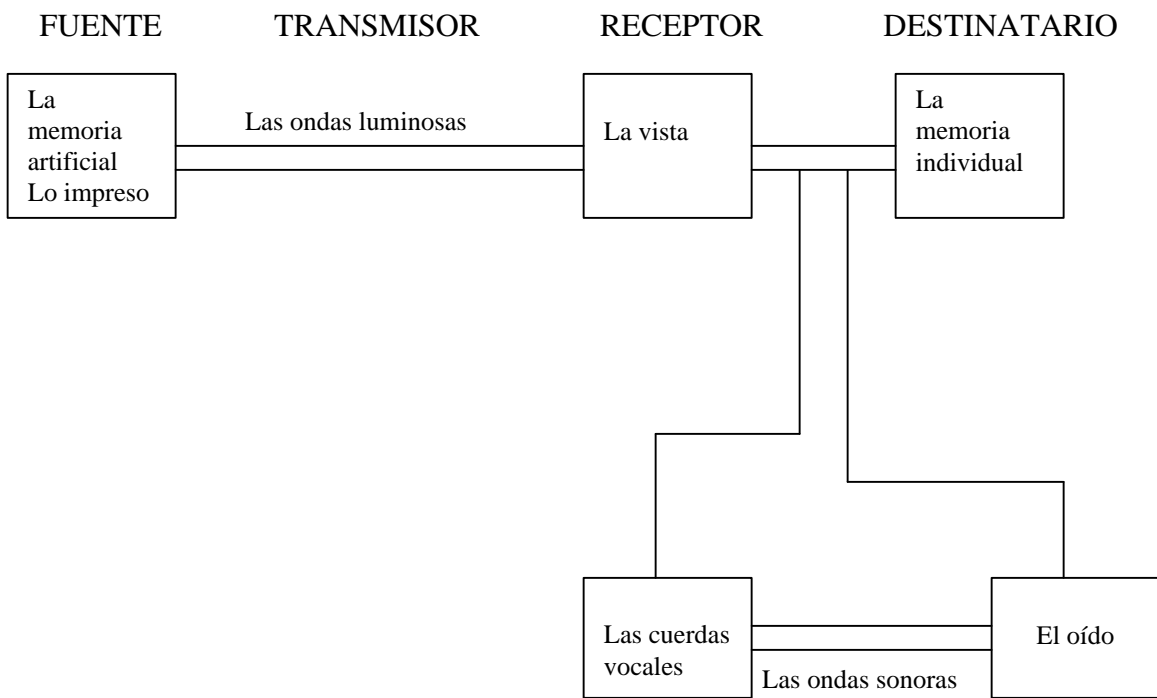 FUENTE TRANSMISOR RECEPTOR DESTINATARIO
La
memoria
artificial
Lo impreso
Las ondas luminosas
La vista
La
memoria
individual
Las cuerdas
vocales
Las ondas sonoras
El oído